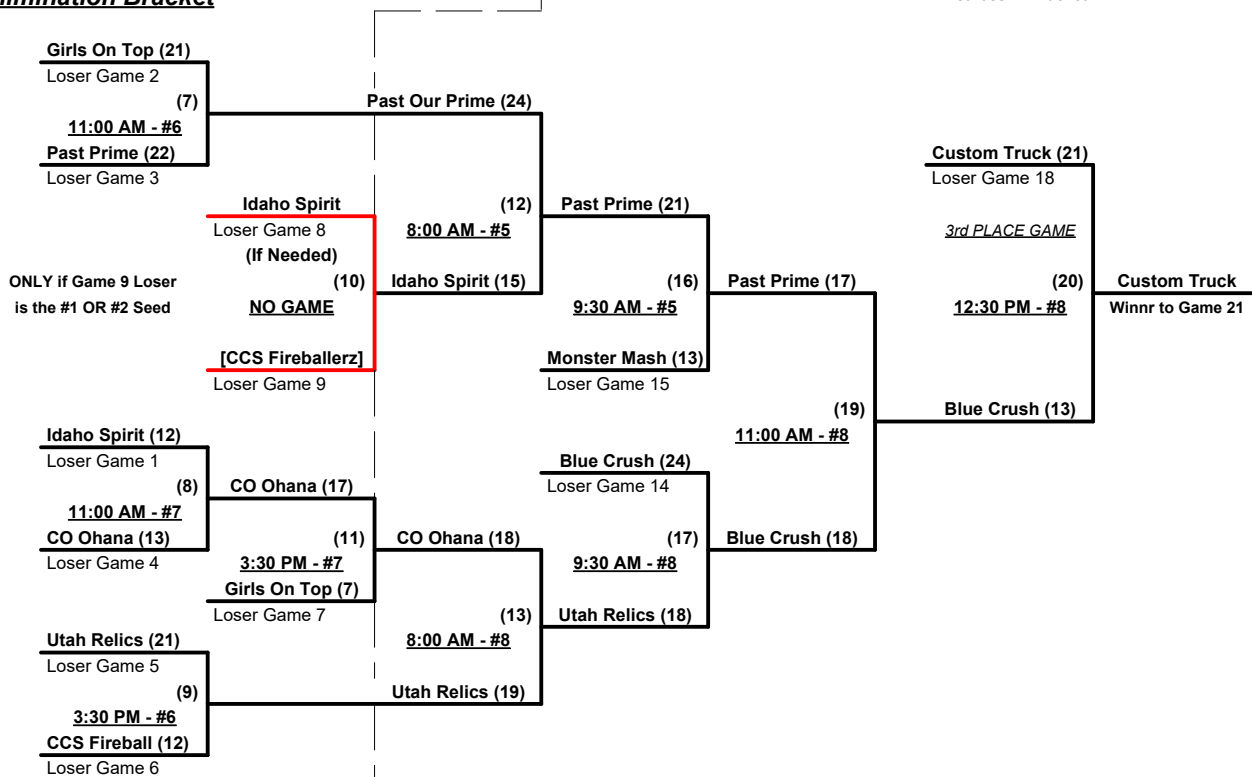 Girls On Top (21)
Loser Game 2
(7)
11:00 AM - #6
Past Prime (22)
Loser Game 3
Past Our Prime (24)
Idaho Spirit
Loser Game 8
(If Needed)
(10)
NO GAME
[CCS Fireballerz]
Loser Game 9
ONLY if Game 9 Loser
is the #1 OR #2 Seed
(12)
8:00 AM - #5
Idaho Spirit (15)
Past Prime (21)
(16)
9:30 AM - #5
Monster Mash (13)
Loser Game 15
Past Prime (17)
Custom Truck (21)
Loser Game 18
3rd PLACE GAME
(20)
12:30 PM - #8
Custom Truck
Winnr to Game 21
Blue Crush (13)
(19)
11:00 AM - #8
Idaho Spirit (12)
Loser Game 1
(8)
11:00 AM - #7
CO Ohana (13)
Loser Game 4
CO Ohana (17)
(11)
3:30 PM - #7
Girls On Top (7)
Loser Game 7
CO Ohana (18)
(13)
8:00 AM - #8
Blue Crush (24)
Loser Game 14
(17)
9:30 AM - #8
Utah Relics (18)
Blue Crush (18)
Utah Relics (21)
Loser Game 5
(9)
3:30 PM - #6
CCS Fireball (12)
Loser Game 6
Utah Relics (19)